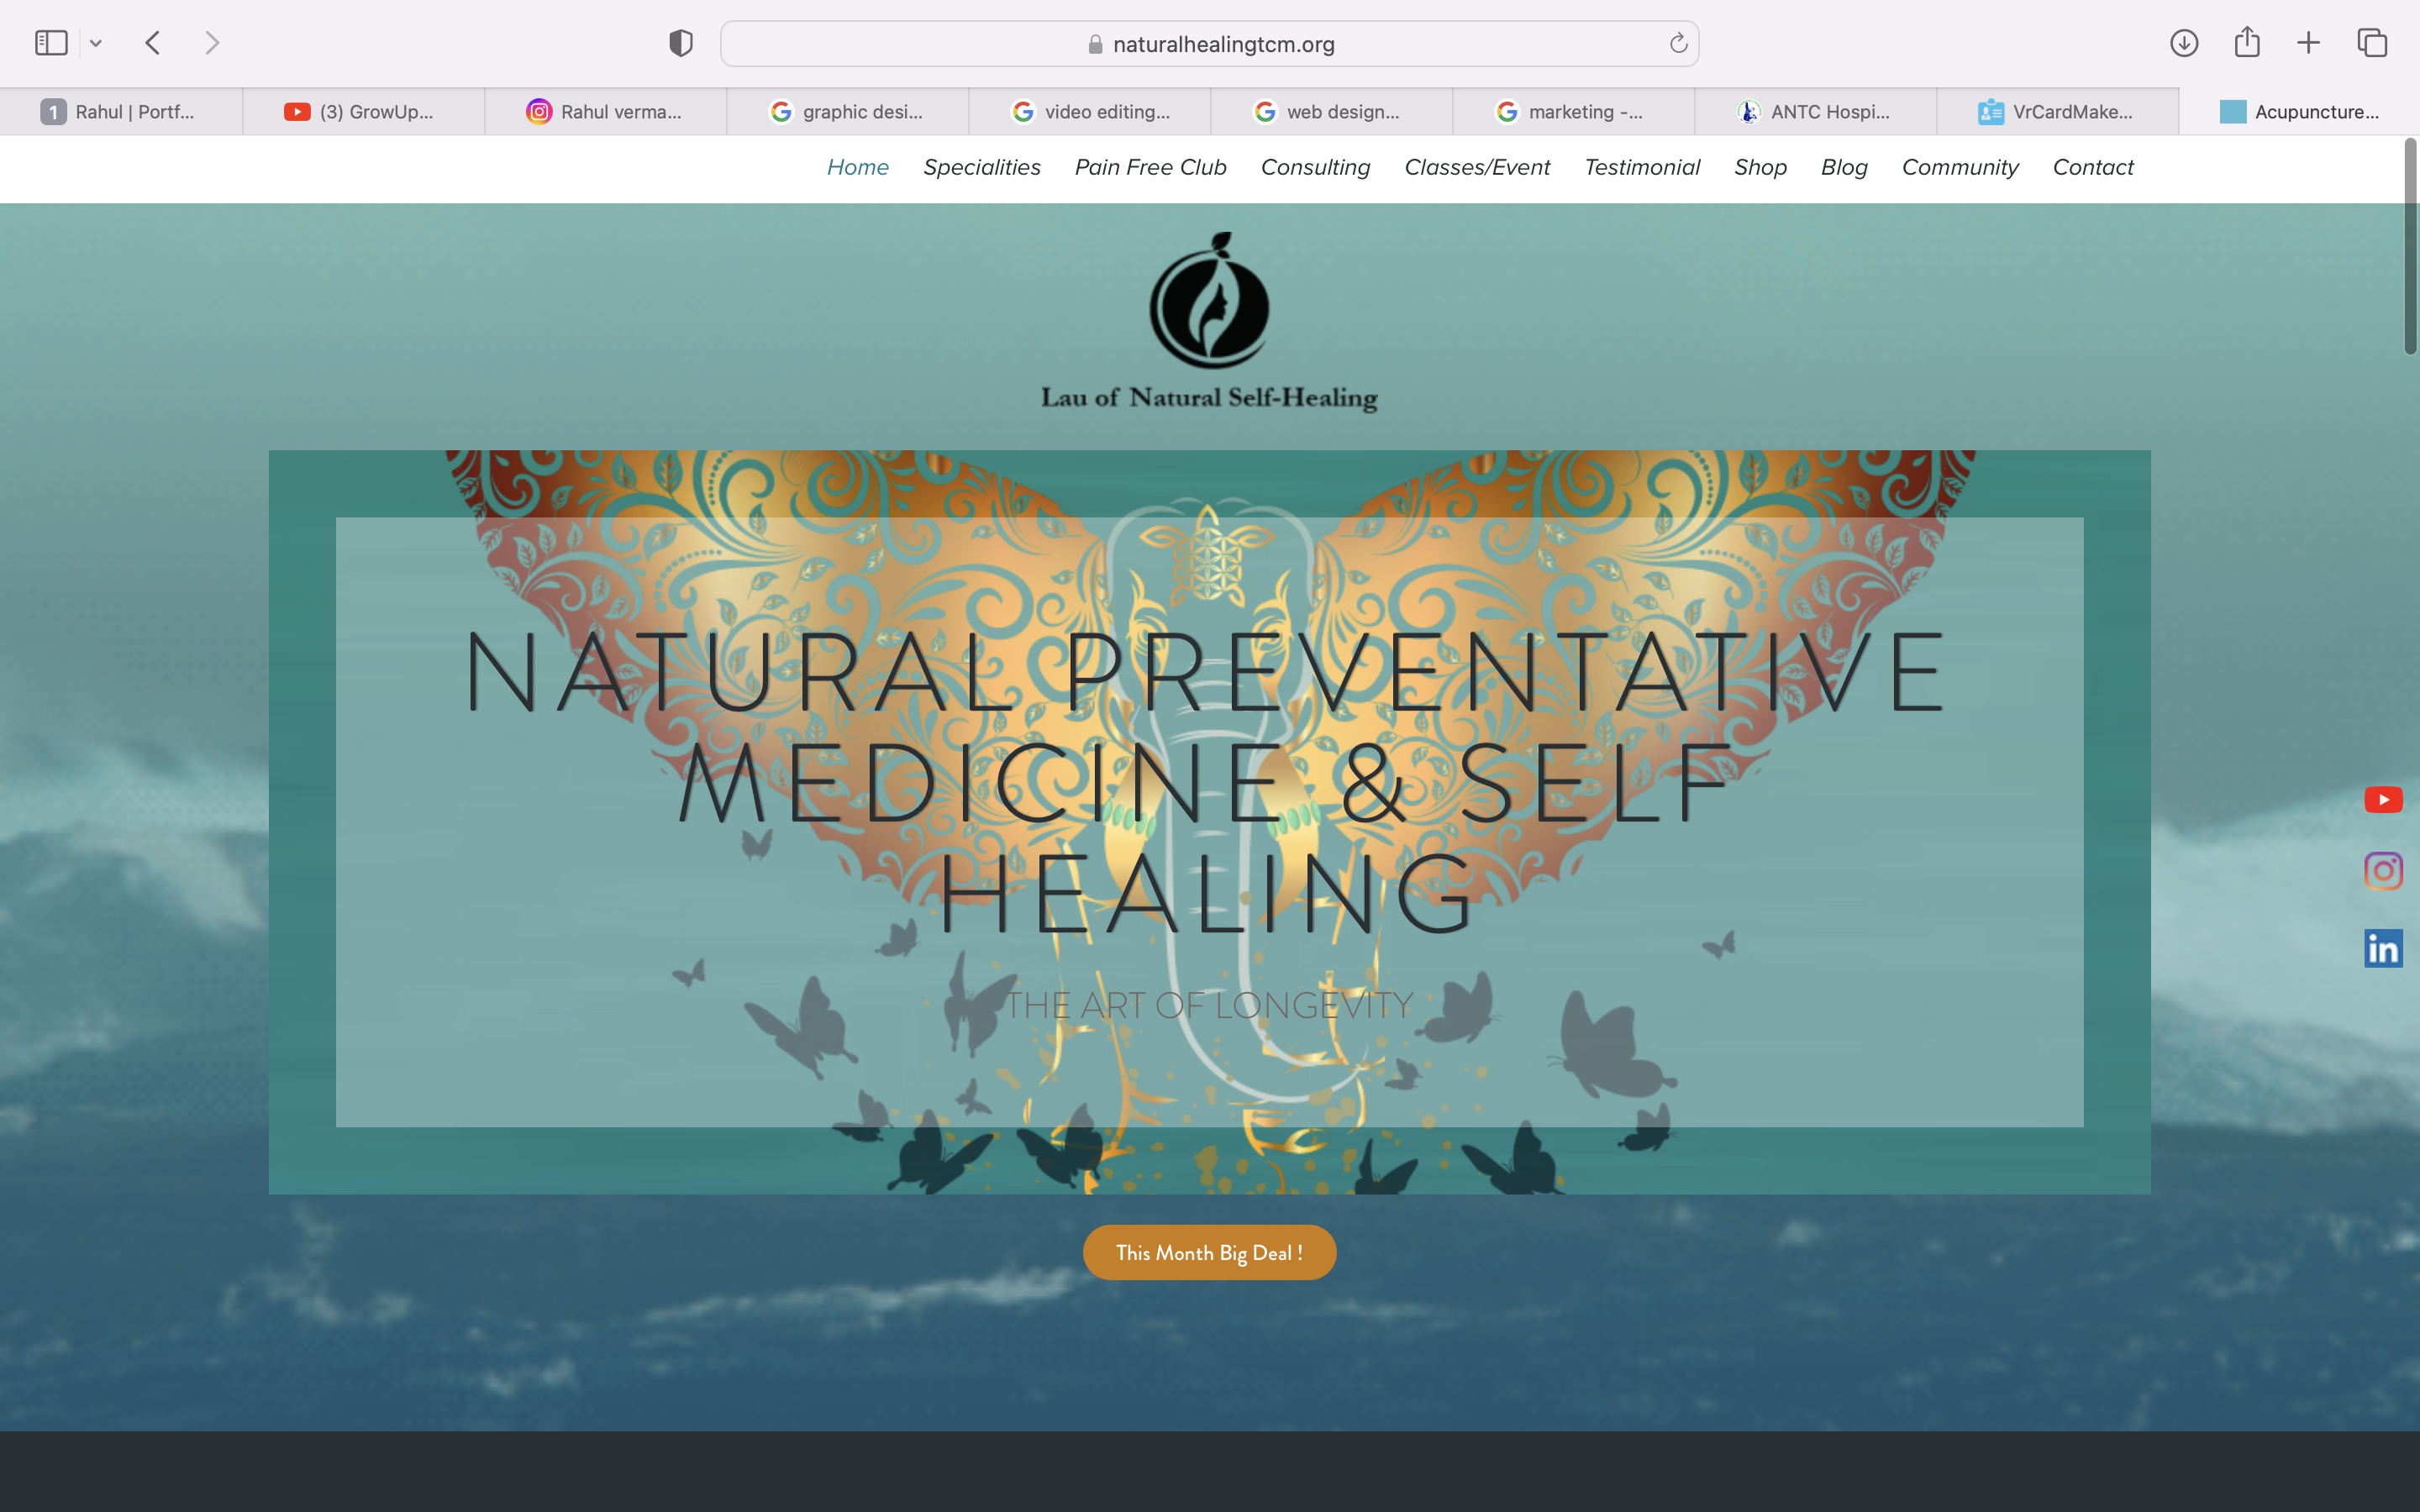 naturalhealingtcm.org
1 Rahul | Portf...
(3) GrowUp...
Rahul verma...
graphic desi...
video editing...
web design...
marketing -...
ANTC Hospi...
VrCardMake...
Acupuncture...
Home Specialities Pain Free Club Consulting Classes/Event Testimonial Shop Blog Community Contact
Lau of Natural Self-Healing
NATURAL PREVENTATIVE
MEDICINE & SELF
HEALING
THE ART OF LONGEVITY
in
This Month Big Deal !